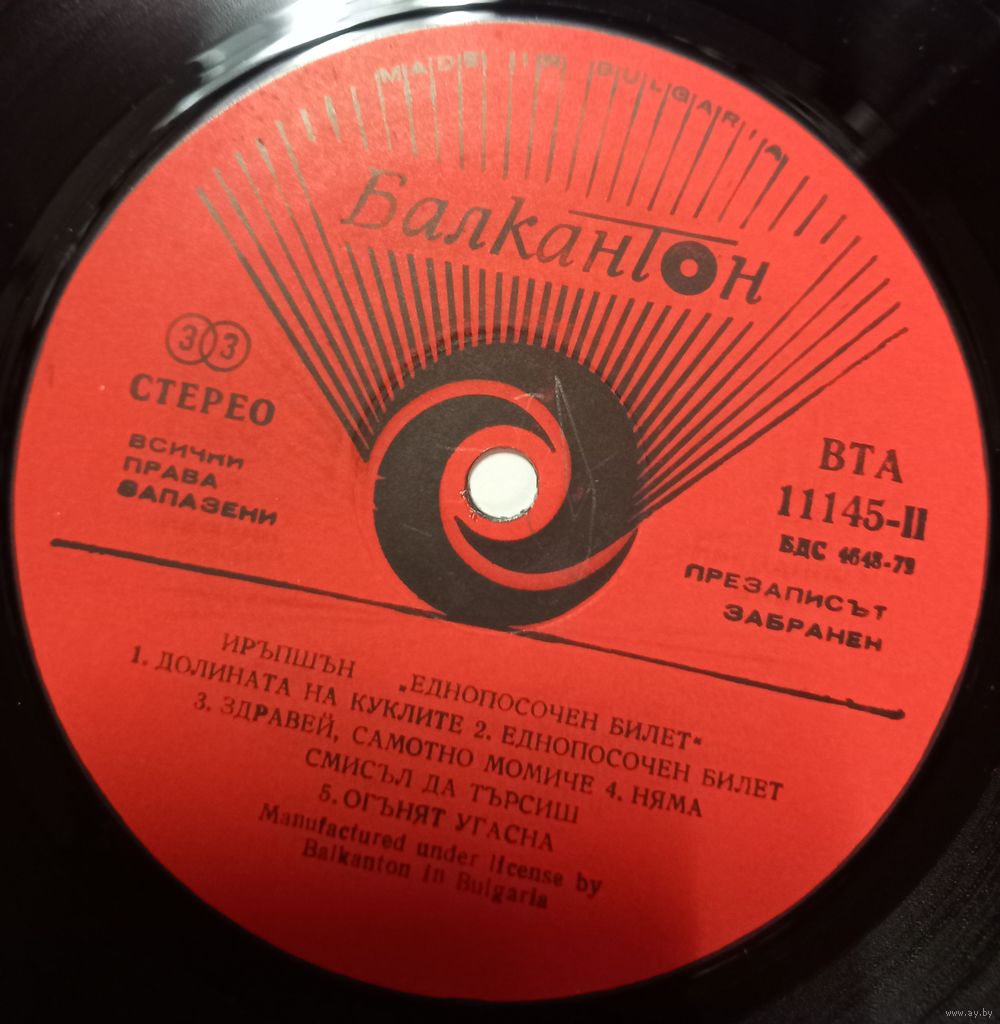 MADE IN BULGARIA
Балкантон
33
СТЕРЕО
ВСИЧКИ
ПРАВА
ЗАПАЗЕНИ
ВТА
11145-II
БДС 4648-79
ПРЕЗАПИСЪТ
ЗАБРАНЕН
ИРЪПШЪН „ЕДНОПОСОЧЕН БИЛЕТ“
1. ДОЛИНАТА НА КУКЛИТЕ 2. ЕДНОПОСОЧЕН БИЛЕТ
3. ЗДРАВЕЙ, САМОТНО МОМИЧЕ 4. НЯМА
СМИСЪЛ ДА ТЪРСИШ
5. ОГЪНЯТ УГАСНА
Manufactured under license by
Balkanton in Bulgaria
www.ay.by